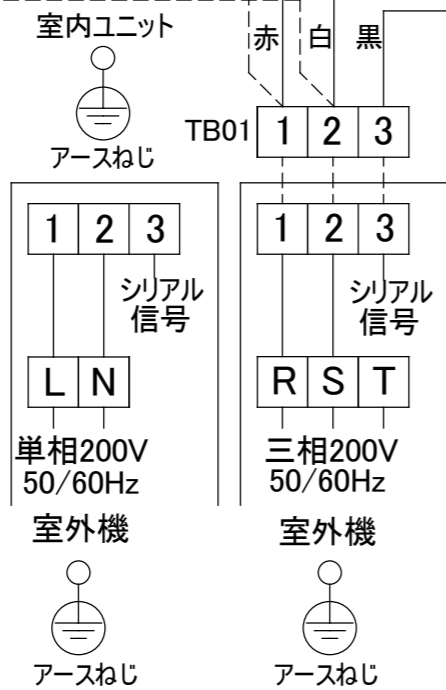 室内ユニット
アースねじ
赤 白 黒
TB01 1 2 3
1 2 3
シリアル
信号
L N
単相200V
50/60Hz
室外機
アースねじ
1 2 3
シリアル
信号
R S T
三相200V
50/60Hz
室外機
アースねじ